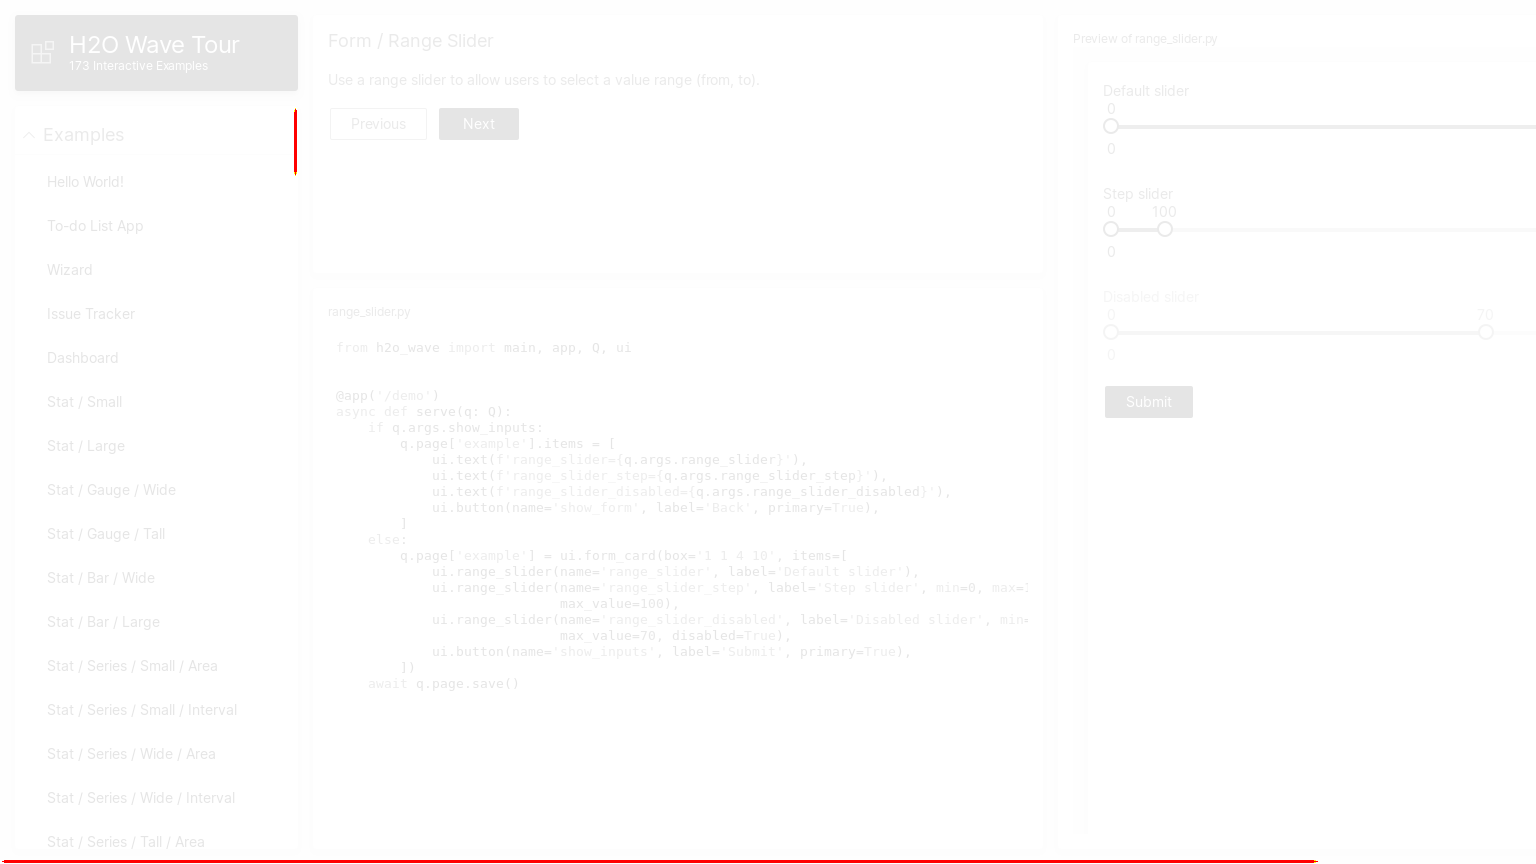 H2O Wave Tour
173 Interactive Examples
Examples
Hello World!
To-do List App
Wizard
Issue Tracker
Dashboard
Stat / Small
Stat / Large
Stat / Gauge / Wide
Stat / Gauge / Tall
Stat / Bar / Wide
Stat / Bar / Large
Stat / Series / Small / Area
Stat / Series / Small / Interval
Stat / Series / Wide / Area
Stat / Series / Wide / Interval
Stat / Series / Tall / Area
Form / Range Slider
Use a range slider to allow users to select a value range (from, to).
Previous Next
range_slider.py
from h2o_wave import main, app, Q, ui
@app('/demo')
async def serve(q: Q):
    if q.args.show_inputs:
        q.page['example'].items = [
            ui.text(f'range_slider={q.args.range_slider}'),
            ui.text(f'range_slider_step={q.args.range_slider_step}'),
            ui.text(f'range_slider_disabled={q.args.range_slider_disabled}'),
            ui.button(name='show_form', label='Back', primary=True),
        ]
    else:
        q.page['example'] = ui.form_card(box='1 1 4 10', items=[
            ui.range_slider(name='range_slider', label='Default slider'),
            ui.range_slider(name='range_slider_step', label='Step slider', min=0, max=
                            max_value=100),
            ui.range_slider(name='range_slider_disabled', label='Disabled slider', min=
                            max_value=70, disabled=True),
            ui.button(name='show_inputs', label='Submit', primary=True),
        ])
    await q.page.save()
Preview of range_slider.py
Default slider
0
0
Step slider
0 100
0
Disabled slider
0 70
0
Submit